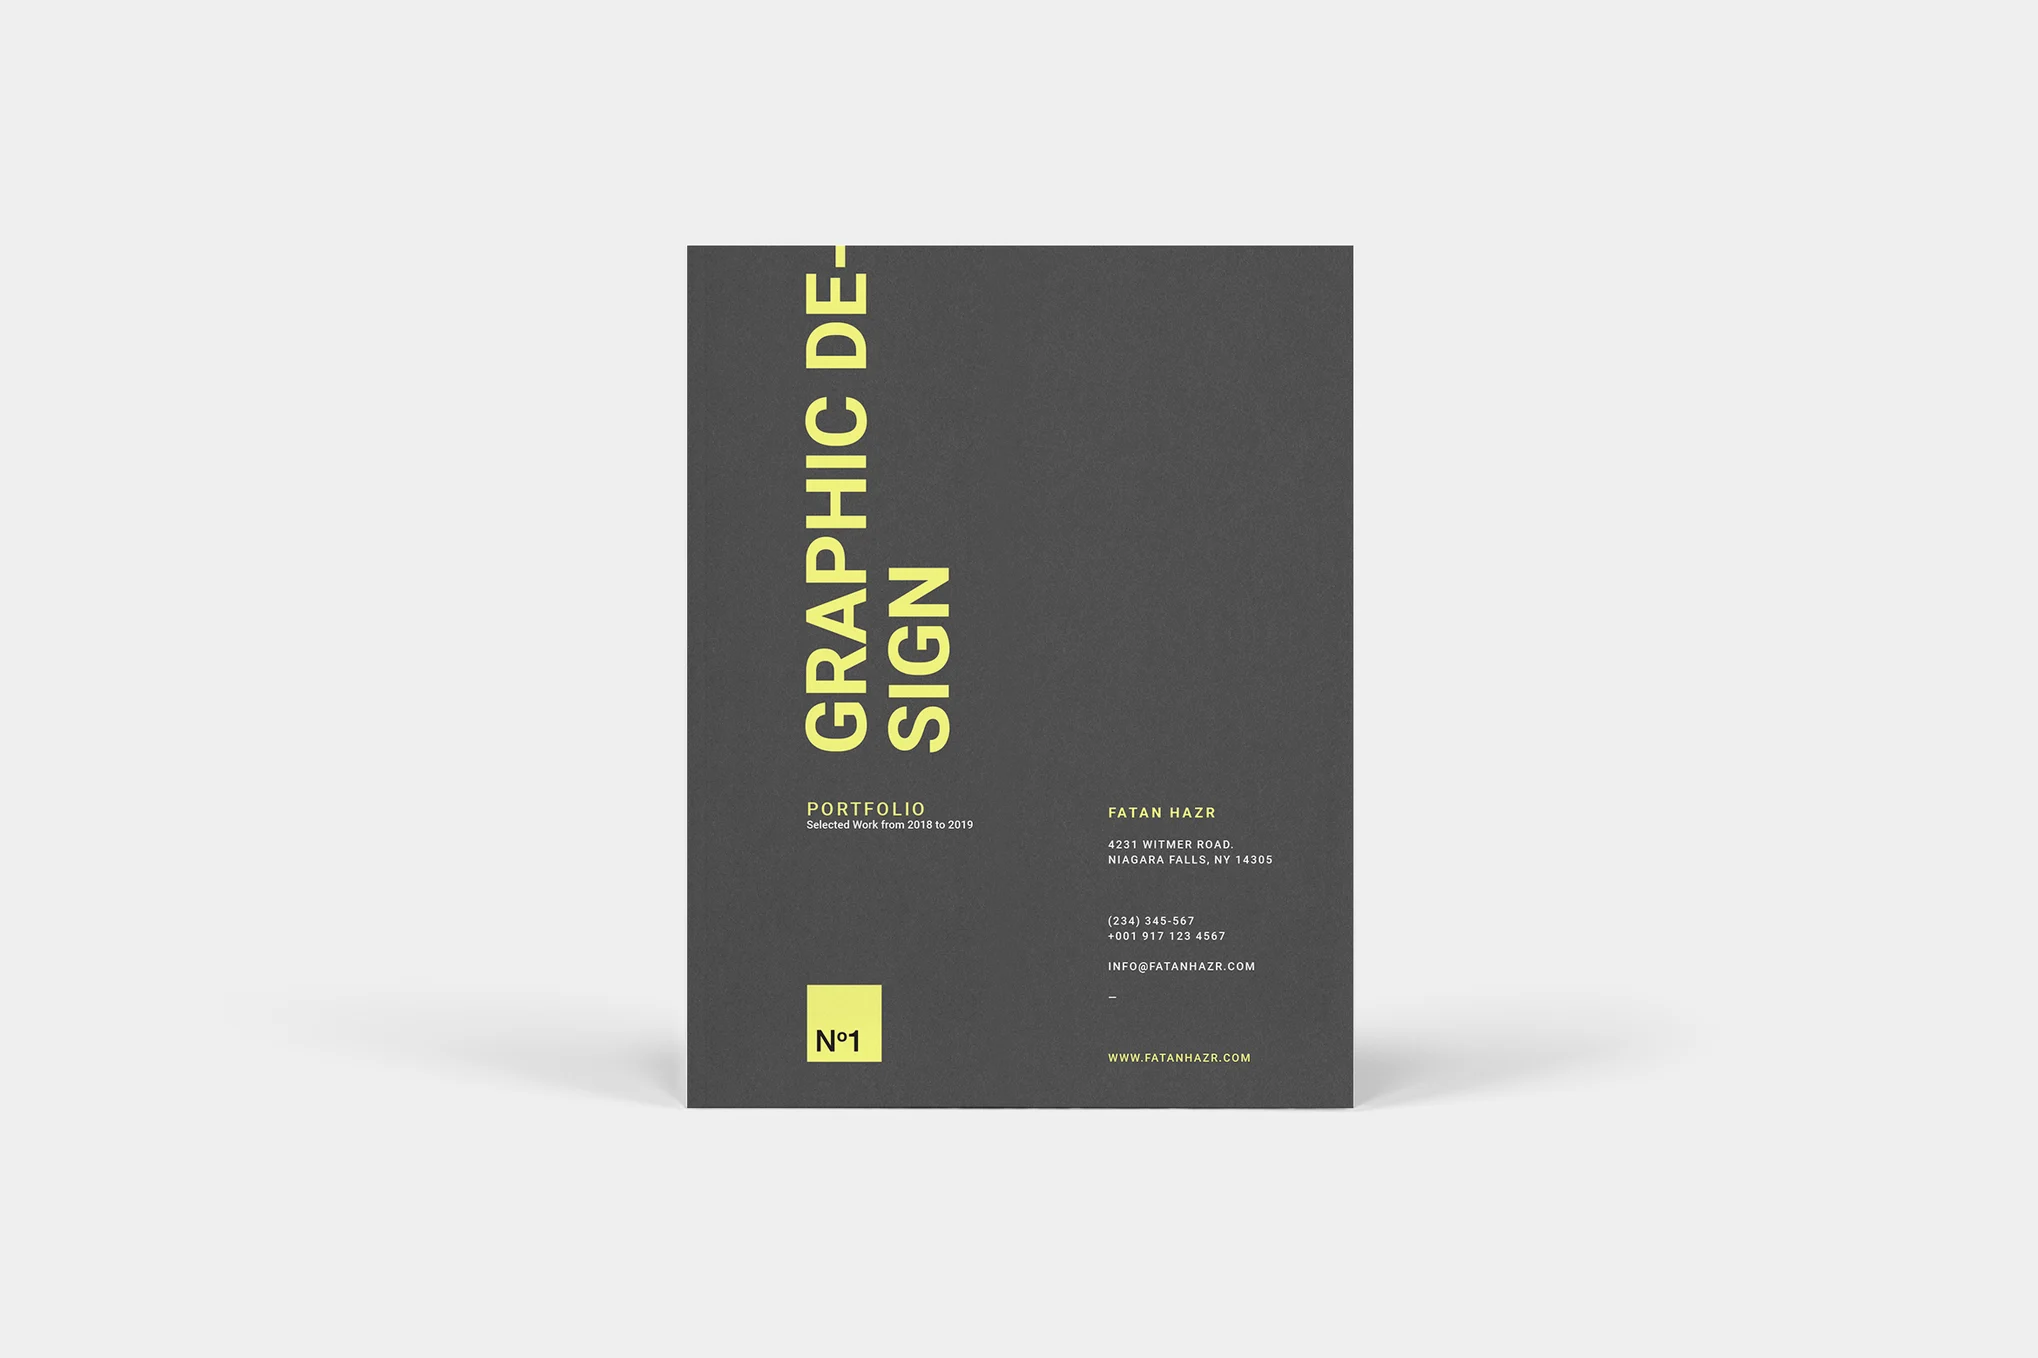 GRAPHIC DE-
SIGN
PORTFOLIO
Selected Work from 2018 to 2019
Nº1
FATAN HAZR
4231 WITMER ROAD.
NIAGARA FALLS, NY 14305
(234) 345-567
+001 917 123 4567
INFO@FATANHAZR.COM
—
WWW.FATANHAZR.COM